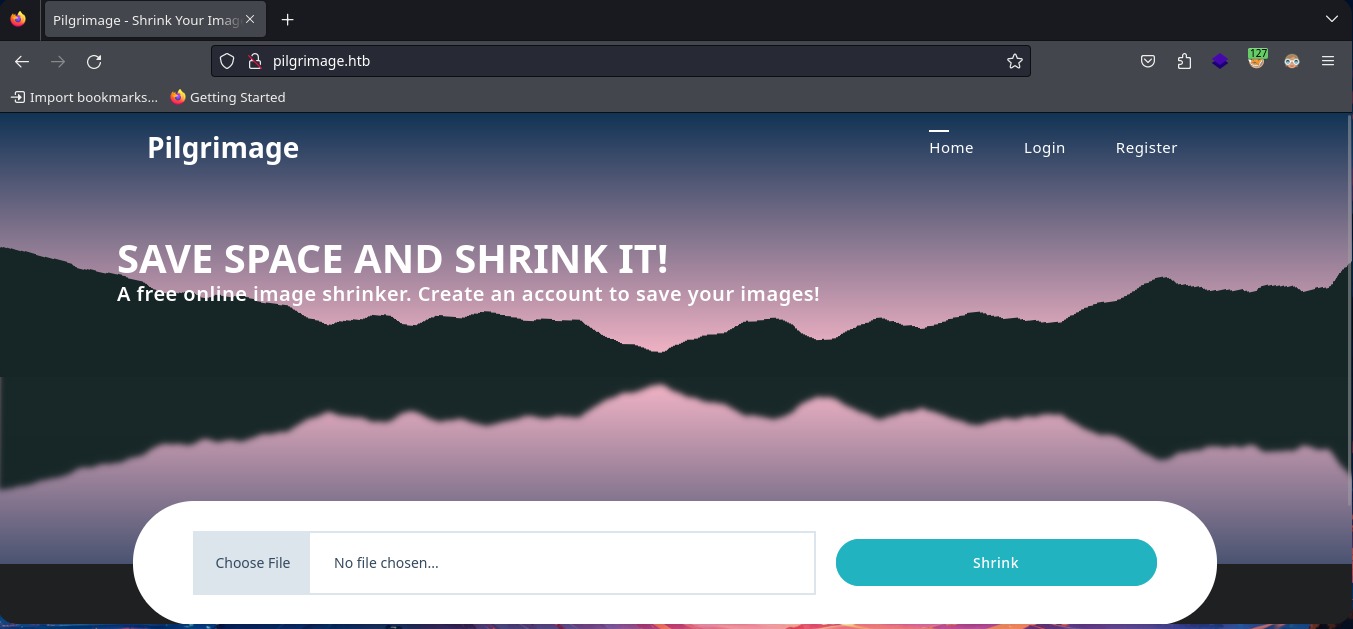 Pilgrimage - Shrink Your Imag
pilgrimage.htb
127
Import bookmarks...
Getting Started
Pilgrimage
Home
Login
Register
SAVE SPACE AND SHRINK IT!
A free online image shrinker. Create an account to save your images!
Choose File
No file chosen...
Shrink